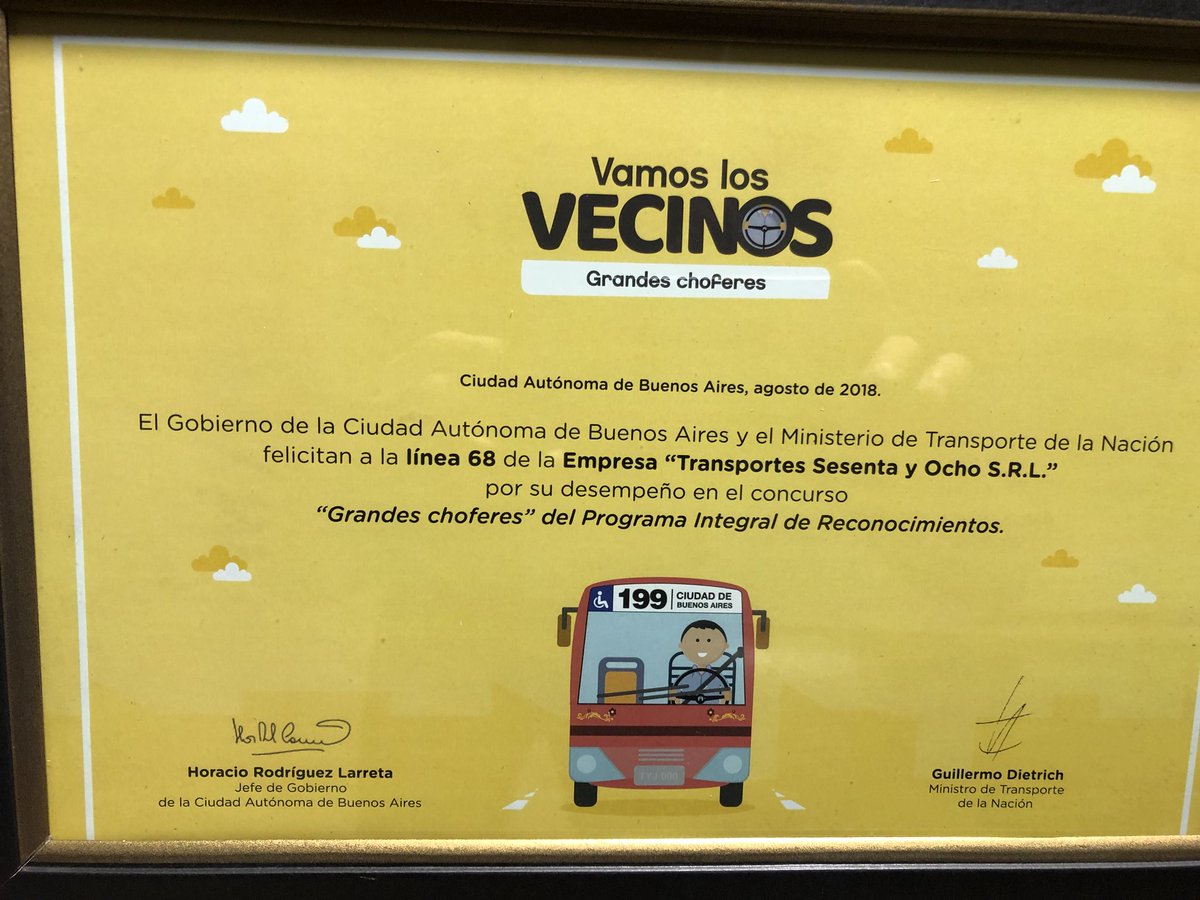 Vamos los
VECINOS
Grandes choferes
Ciudad Autónoma de Buenos Aires, agosto de 2018.
El Gobierno de la Ciudad Autónoma de Buenos Aires y el Ministerio de Transporte de la Nación
felicitan a la línea 68 de la Empresa “Transportes Sesenta y Ocho S.R.L.”
por su desempeño en el concurso
“Grandes choferes” del Programa Integral de Reconocimientos.
199 CIUDAD DE
BUENOS AIRES
Horacio Rodríguez Larreta
Jefe de Gobierno
de la Ciudad Autónoma de Buenos Aires
Guillermo Dietrich
Ministro de Transporte
de la Nación